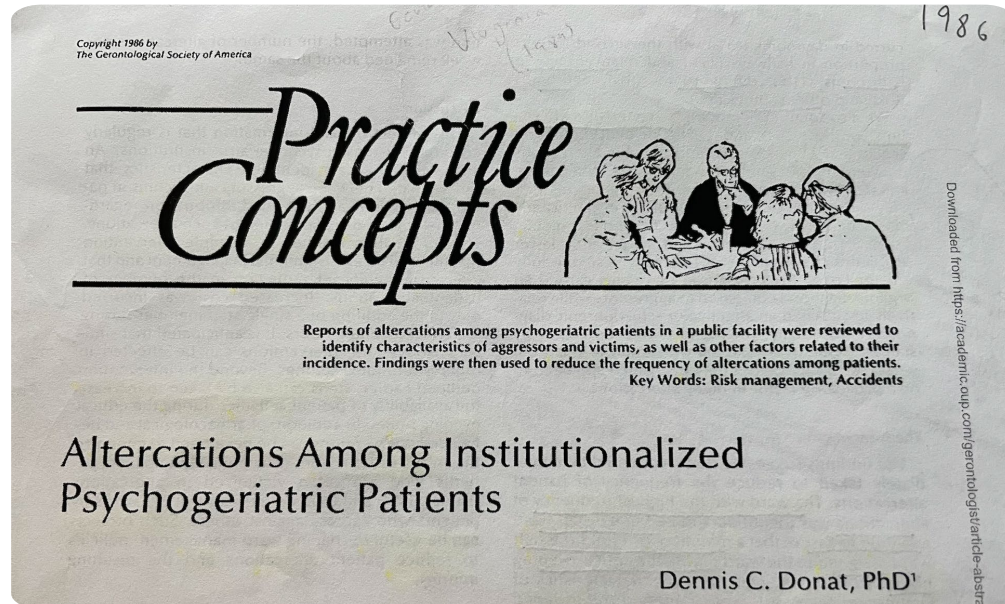 1986
Copyright 1986 by
The Gerontological Society of America
Practice
Concepts
Reports of altercations among psychogeriatric patients in a public facility were reviewed to
identify characteristics of aggressors and victims, as well as other factors related to their
incidence. Findings were then used to reduce the frequency of altercations among patients.
Key Words: Risk management, Accidents
Altercations Among Institutionalized
Psychogeriatric Patients
Dennis C. Donat, PhD¹
Downloaded from https://academic.oup.com/gerontologist/article-abstra